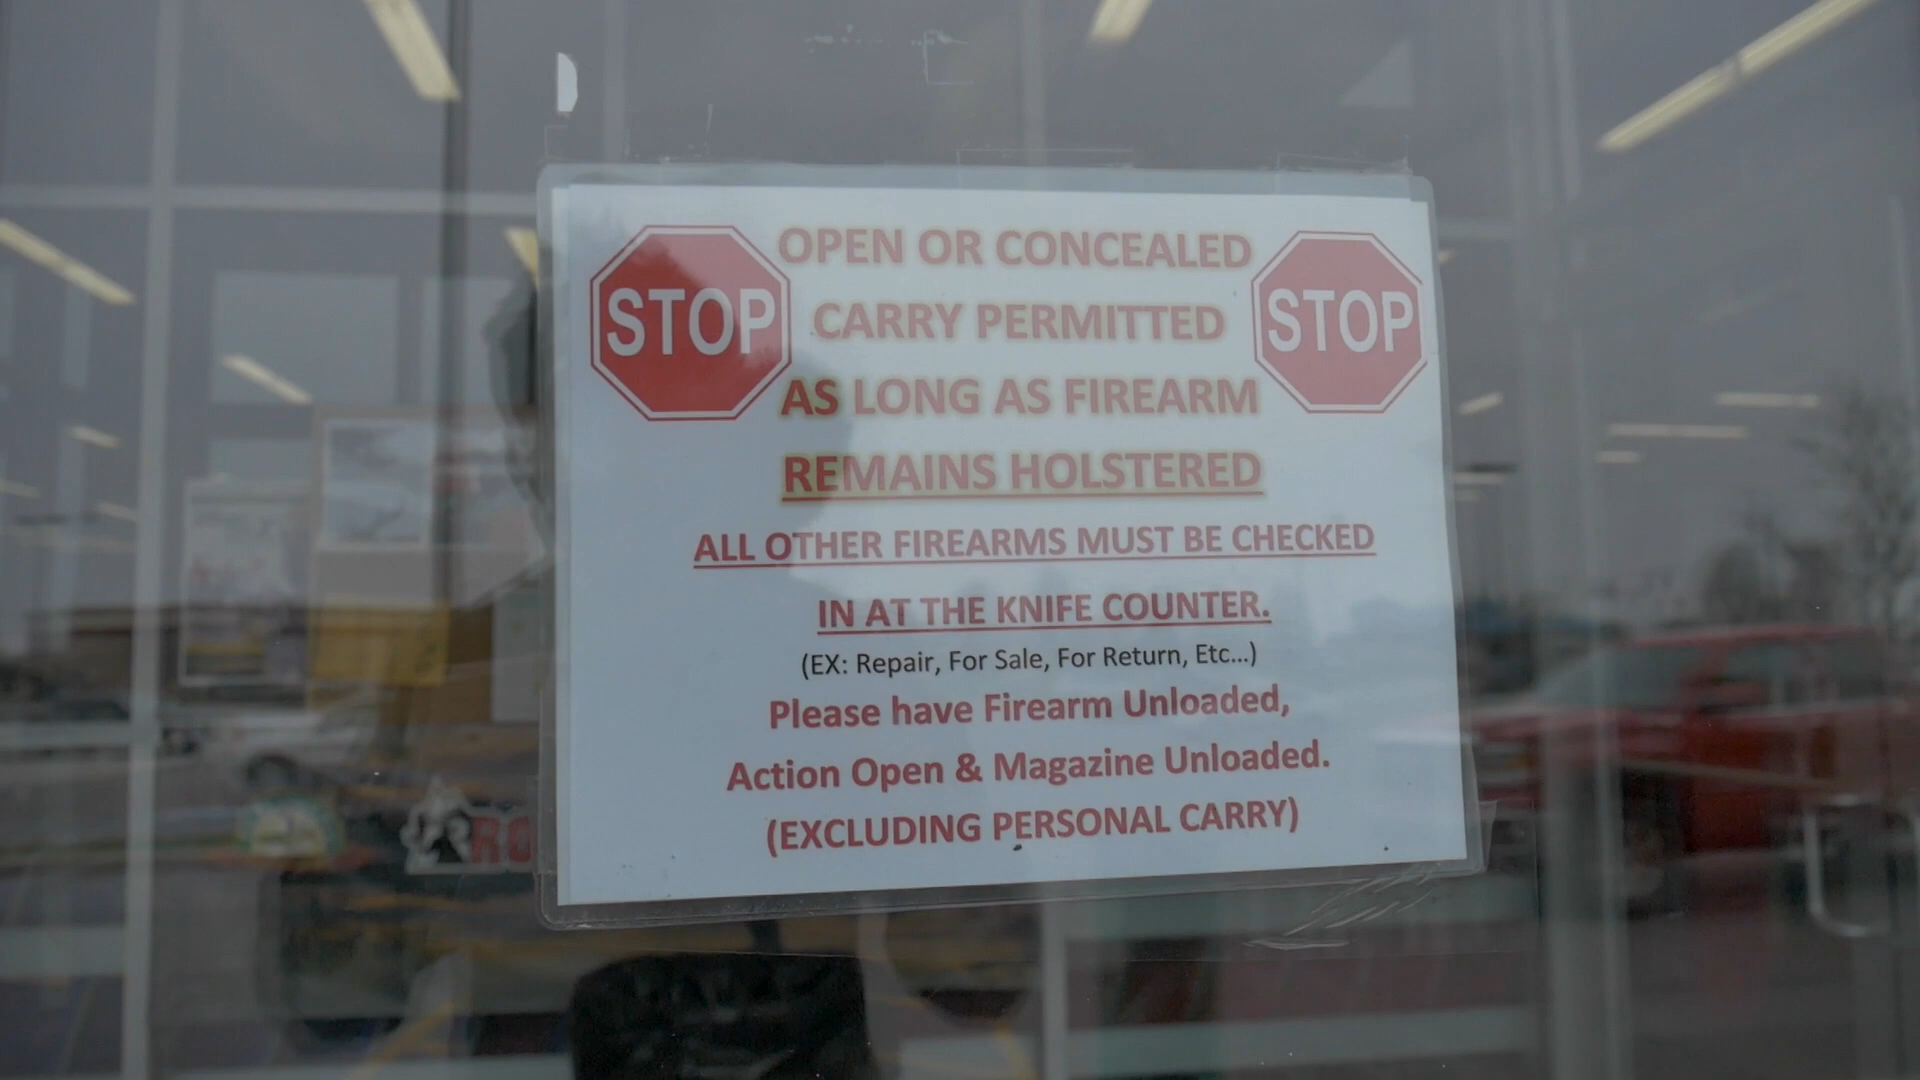 STOP
OPEN OR CONCEALED
CARRY PERMITTED
AS LONG AS FIREARM
REMAINS HOLSTERED
STOP
ALL OTHER FIREARMS MUST BE CHECKED
IN AT THE KNIFE COUNTER.
(EX: Repair, For Sale, For Return, Etc...)
Please have Firearm Unloaded,
Action Open & Magazine Unloaded.
(EXCLUDING PERSONAL CARRY)